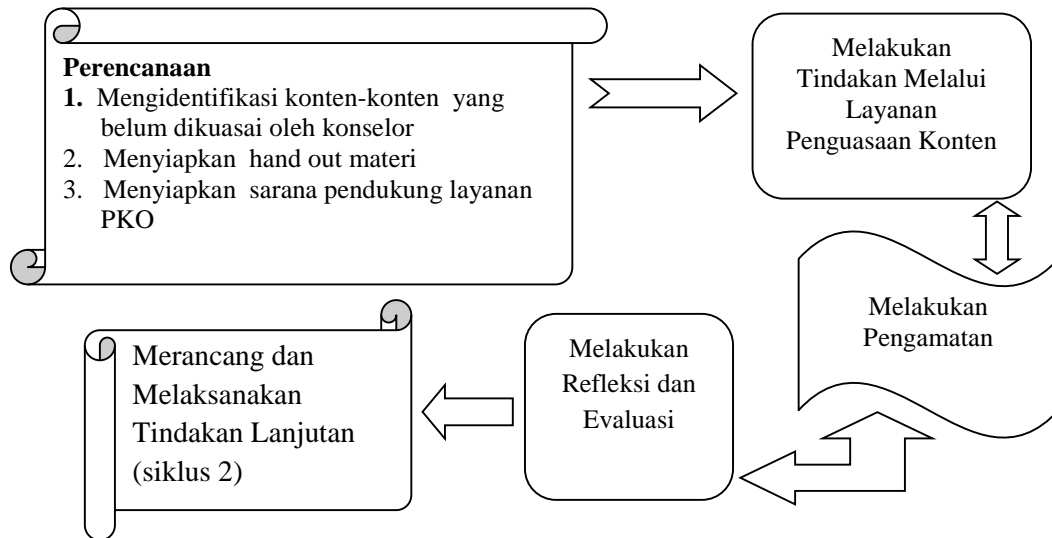 Perencanaan
1. Mengidentifikasi konten-konten yang
belum dikuasai oleh konselor
2. Menyiapkan hand out materi
3. Menyiapkan sarana pendukung layanan
PKO
Melakukan
Tindakan Melalui
Layanan
Penguasaan Konten
Melakukan
Pengamatan
Melakukan
Refleksi dan
Evaluasi
Merancang dan
Melaksanakan
Tindakan Lanjutan
(siklus 2)